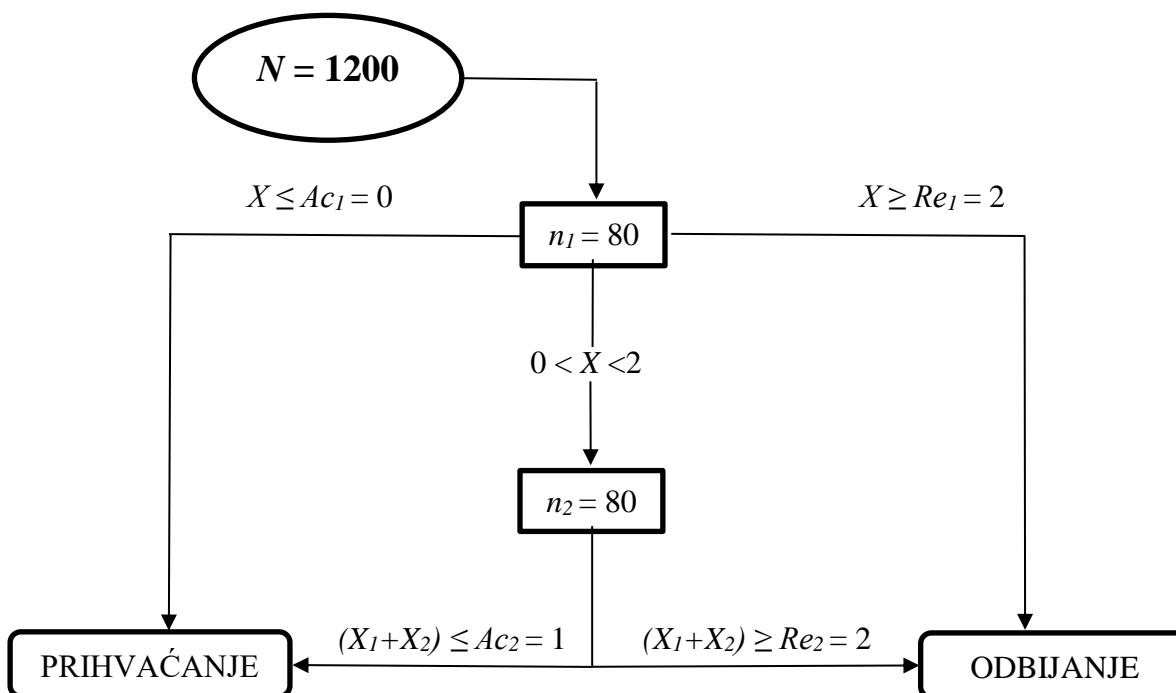 N = 1200
X ≤ Ac₁ = 0
X ≥ Re₁ = 2
n₁ = 80
0 < X <2
n₂ = 80
(X₁+X₂) ≤ Ac₂ = 1
(X₁+X₂) ≥ Re₂ = 2
PRIHVAĆANJE
ODBIJANJE